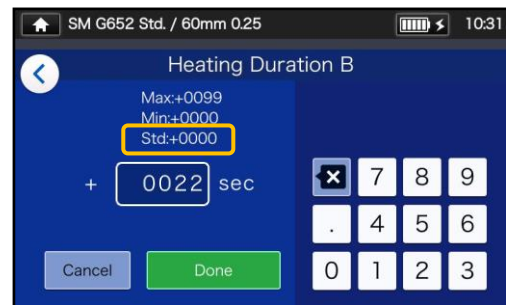 SM G652 Std. / 60mm 0.25 10:31
Heating Duration B
Max:+0099
Min:+0000
Std:+0000
+ 0022 sec
7 8 9
. 4 5 6
Cancel Done 0 1 2 3